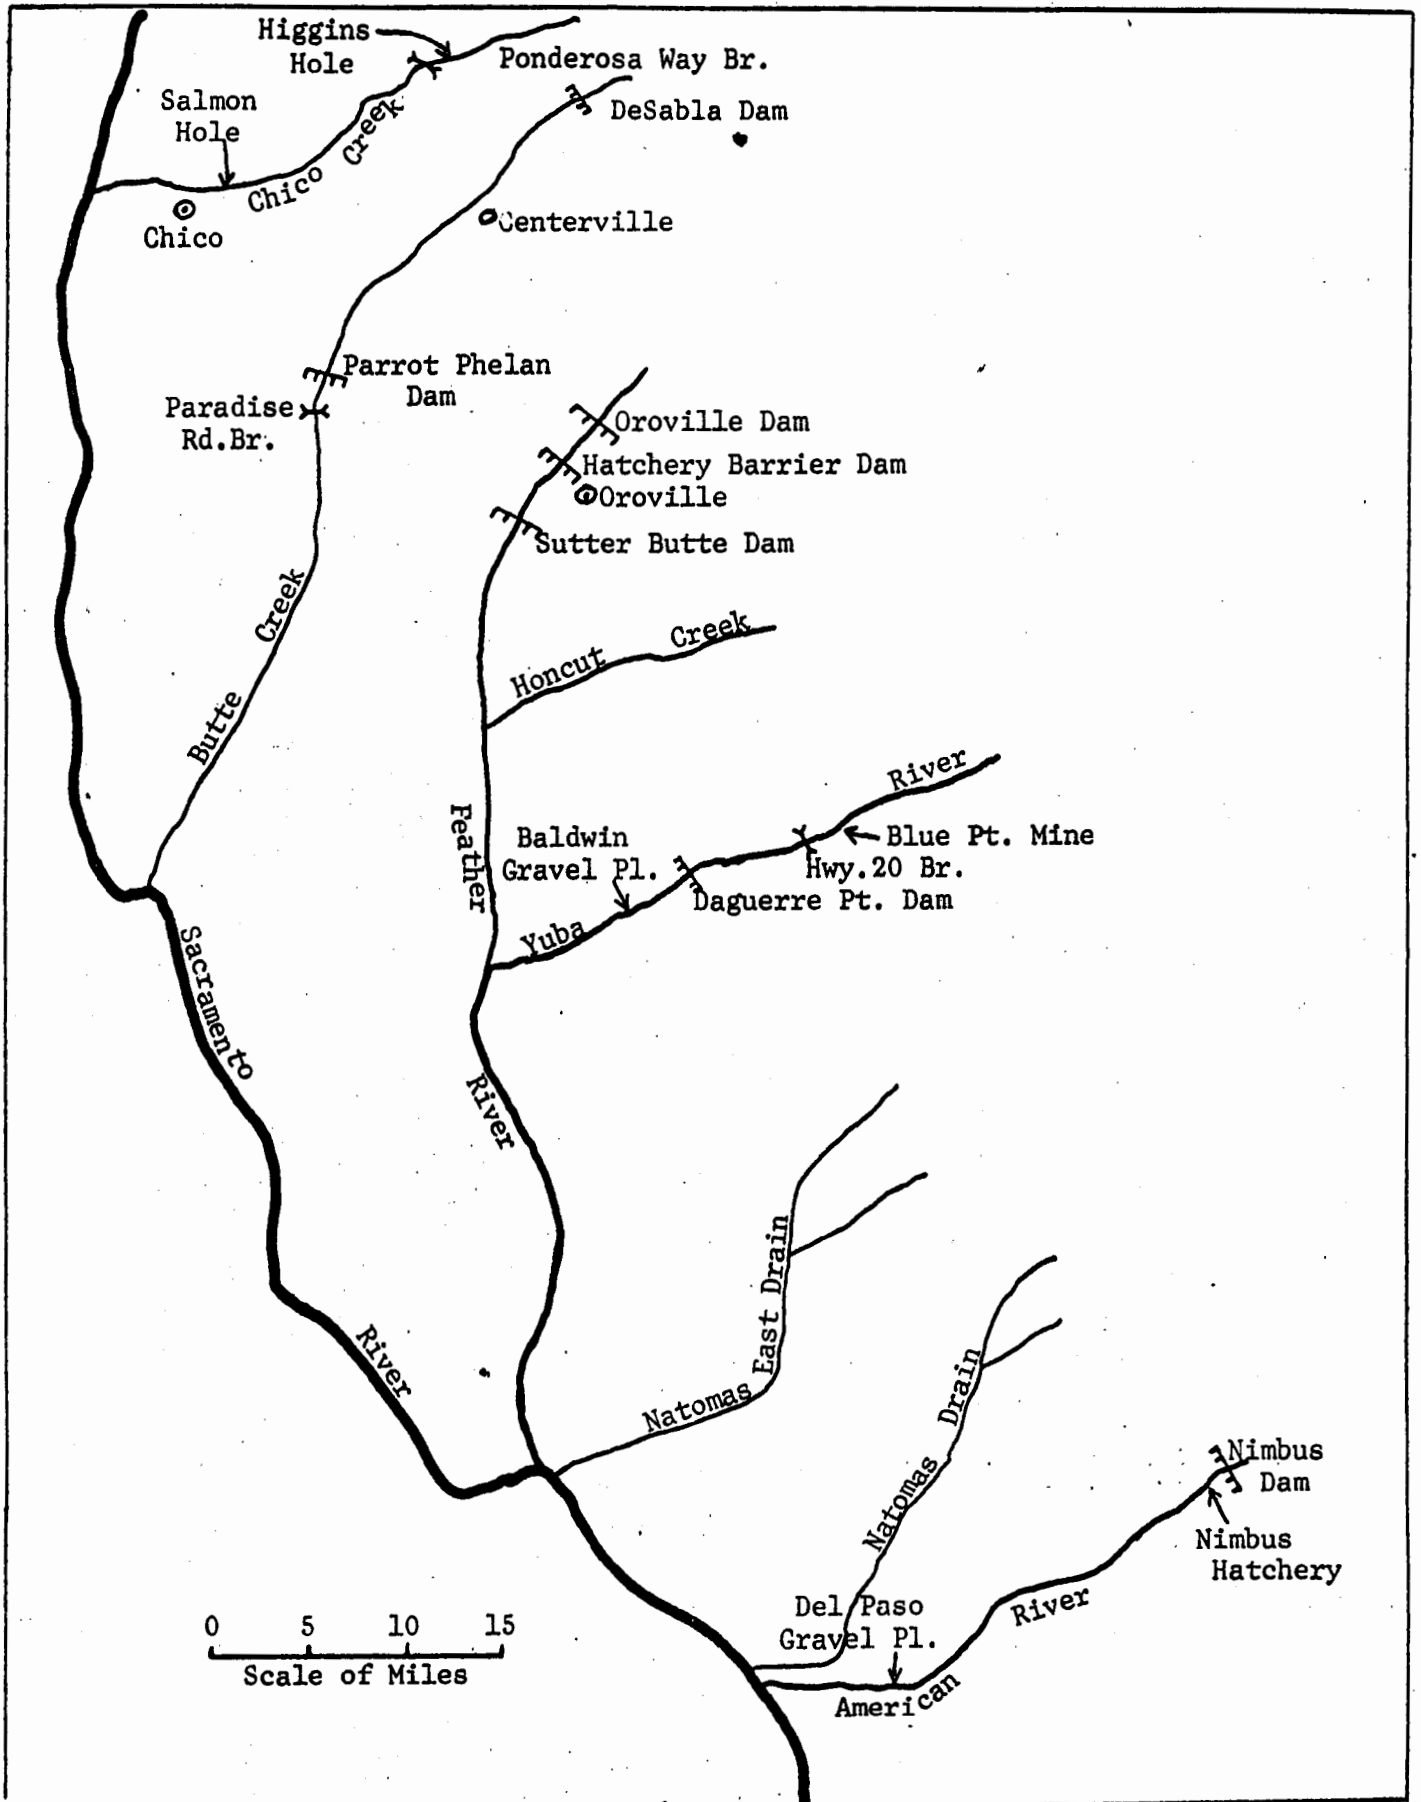 Higgins
Hole
Ponderosa Way Br.
Salmon
Hole
DeSabla Dam
Chico Creek
Chico
Centerville
Parrot Phelan
Dam
Paradise
Rd.Br.
Oroville Dam
Hatchery Barrier Dam
Oroville
Sutter Butte Dam
Butte Creek
Honcut Creek
Feather River
Baldwin
Gravel Pl.
Yuba River
Blue Pt. Mine
Hwy.20 Br.
Daguerre Pt. Dam
Sacramento River
Natomas East Drain
Natomas Drain
Nimbus
Dam
Nimbus
Hatchery
Del Paso
Gravel Pl.
American River
0 5 10 15
Scale of Miles